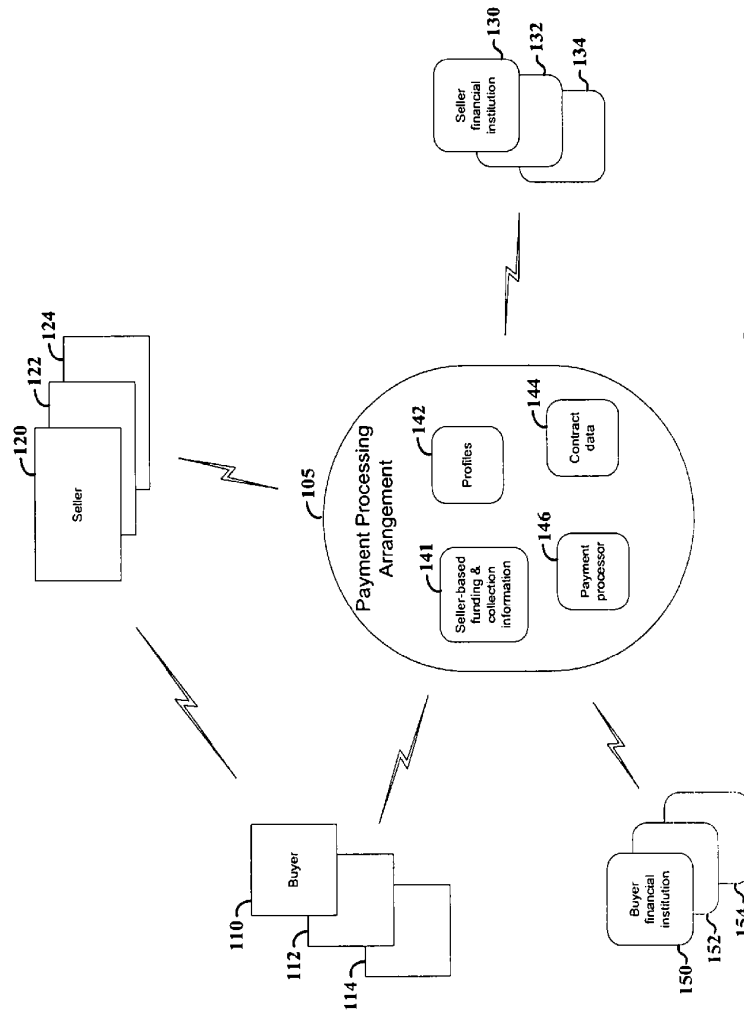 120
122
124
Seller
110
Buyer
112
114
105
Payment Processing
Arrangement
141
Seller-based
funding &
collection
information
142
Profiles
146
Payment
processor
144
Contract
data
130
Seller
financial
institution
132
134
Buyer
financial
institution
150
152
154